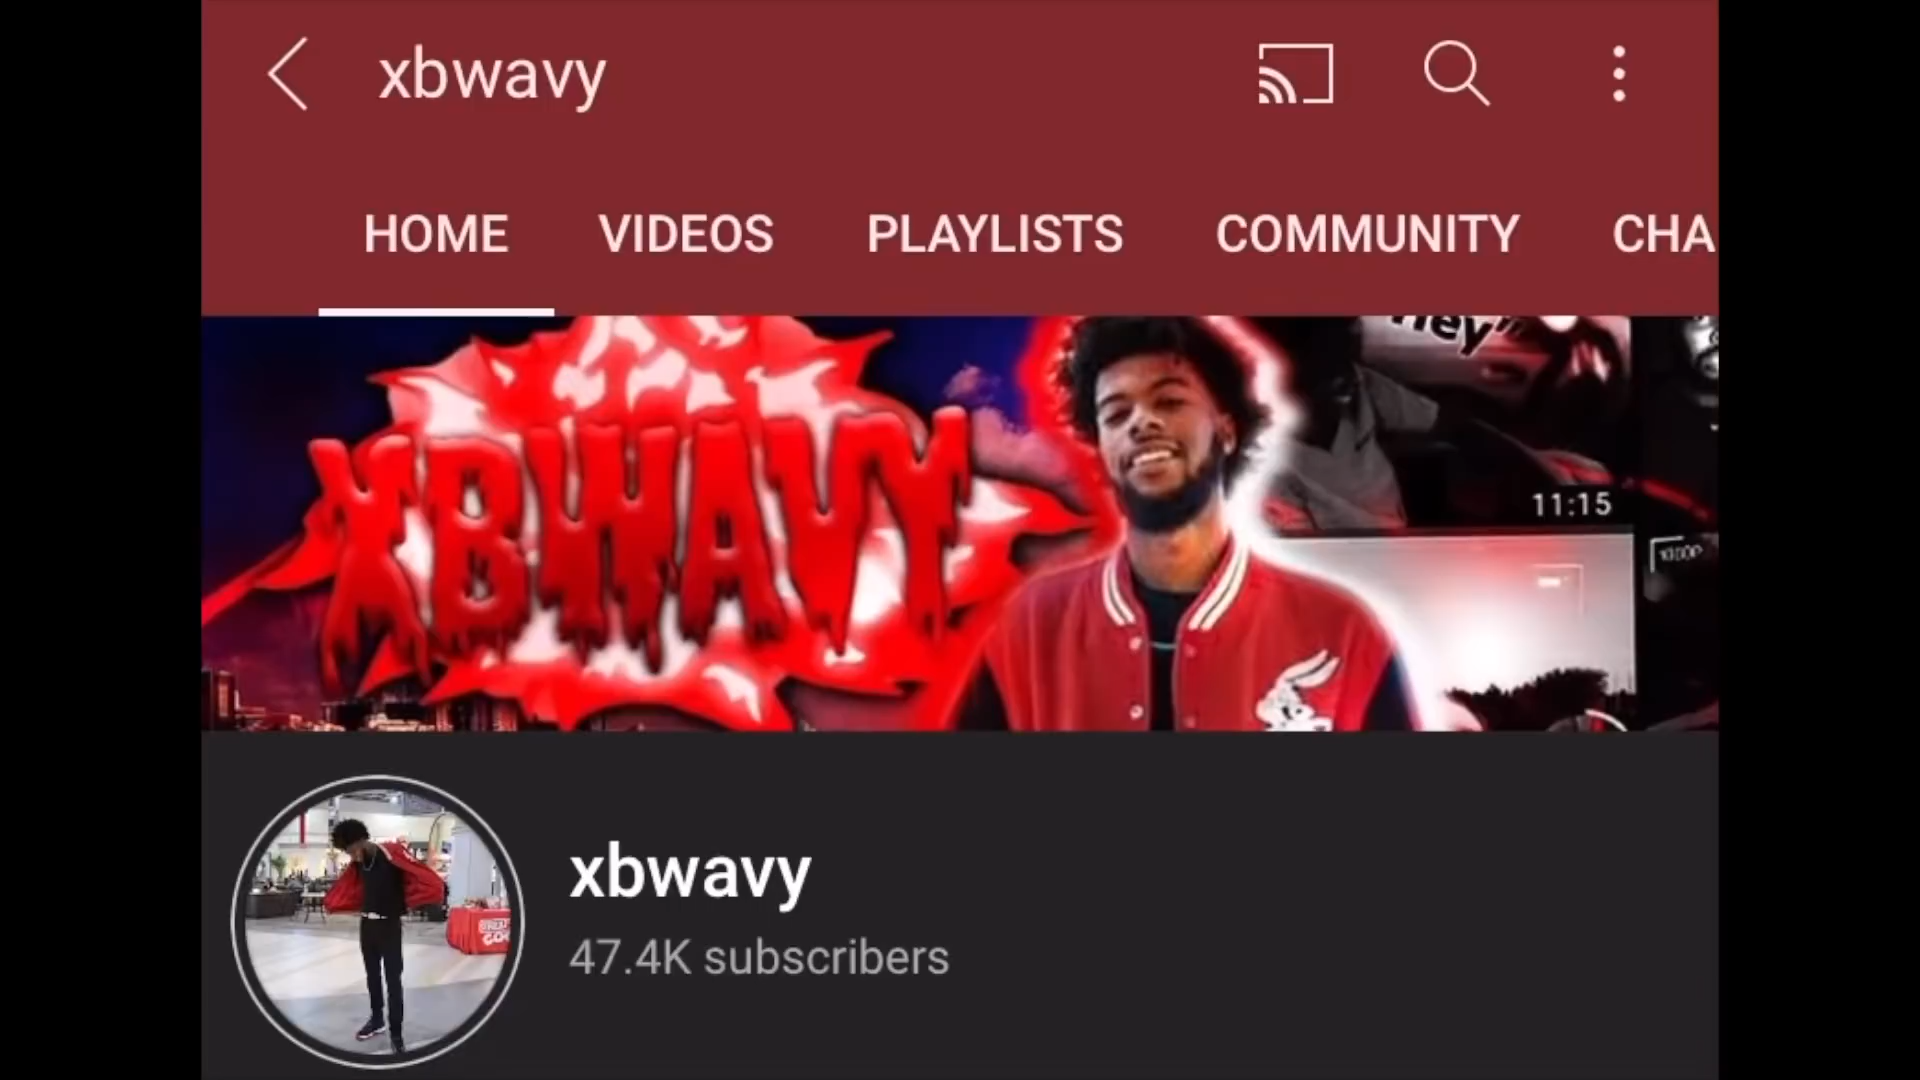 xbwavy
HOME VIDEOS PLAYLISTS COMMUNITY CHA
XBWAVY
11:15
xbwavy
47.4K subscribers